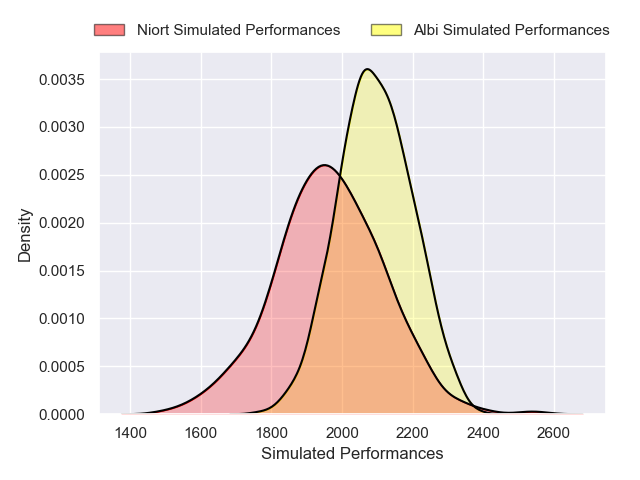 Niort Simulated Performances Albi Simulated Performances
0.0035
0.0030
0.0025
0.0020
0.0015
0.0010
0.0005
0.0000
Density
1400 1600 1800 2000 2200 2400 2600
Simulated Performances